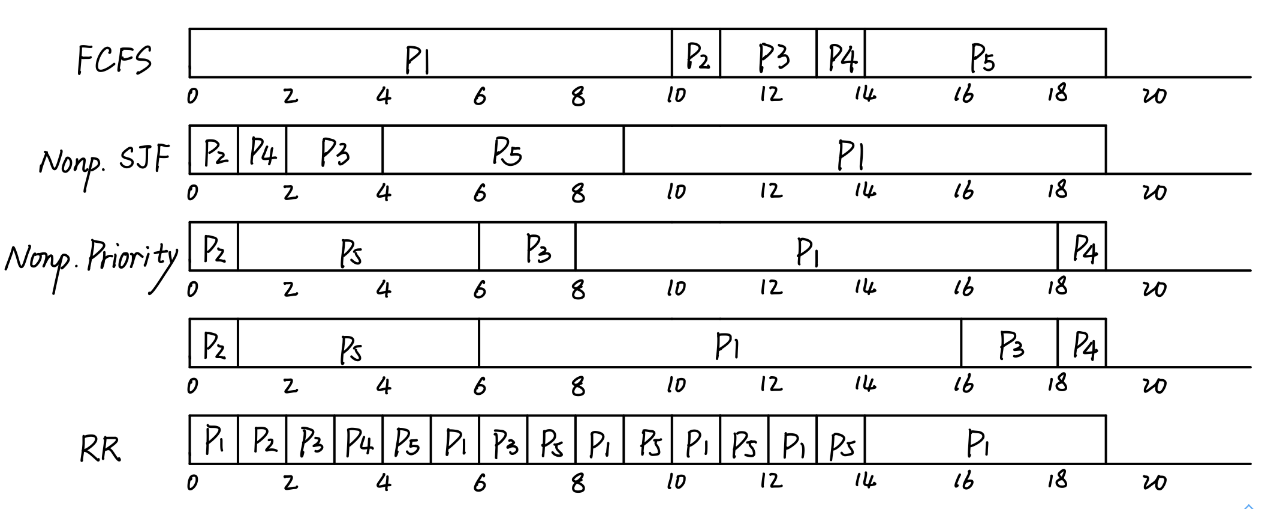 FCFS P1 P2 P3 P4 P5
0 2 4 6 8 10 12 14 16 18 20
Nonp. SJF P2 P4 P3 P5 P1
0 2 4 6 8 10 12 14 16 18 20
Nonp. Priority P2 P5 P3 P1 P4
0 2 4 6 8 10 12 14 16 18 20
P2 P5 P1 P3 P4
0 2 4 6 8 10 12 14 16 18 20
RR P1 P2 P3 P4 P5 P1 P3 P5 P1 P5 P1 P5 P1 P5 P1
0 2 4 6 8 10 12 14 16 18 20